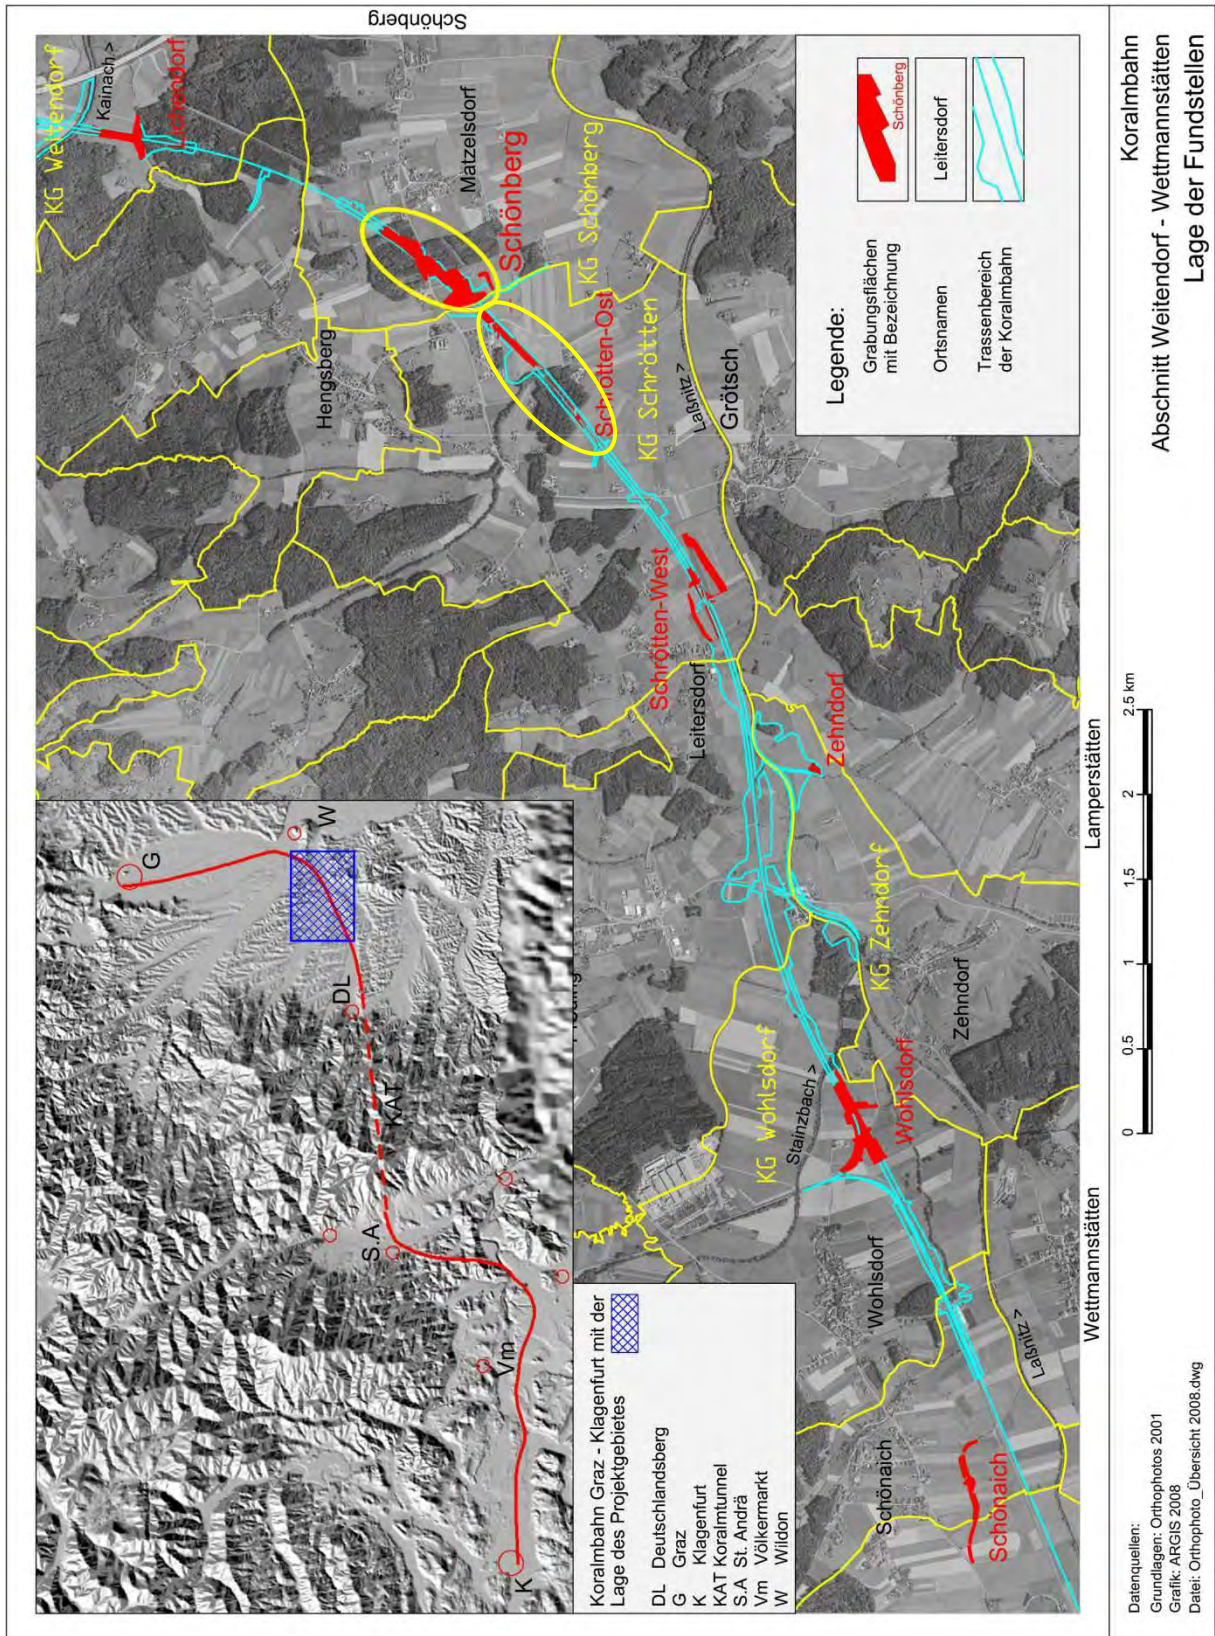 Schönberg
KG Weitendorf
Kainach >
KG Schönberg
Matzelsdorf
Schönberg
Hengsberg
Schrötten-Ost
KG Schrötten
Laßnitz >
Grötsch
Schrötten-West
Leitersdorf
Zehndorf
KG Zehndorf
Zehndorf
KG Wohlsdorf
Stainzbach >
Wohlsdorf
Wohlsdorf
Laßnitz >
Schönaich
Schönaich
Wettmannstätten
Lamperstätten
G
W
DL
KAT
S.A
Vm
K
Koralmbahn Graz - Klagenfurt mit der
Lage des Projektgebietes
DL Deutschlandsberg
G Graz
K Klagenfurt
KAT Koralmtunnel
S.A St. Andrä
Vm Völkermarkt
W Wildon
Legende:
Grabungsflächen
mit Bezeichnung
Schönberg
Ortsnamen
Leitersdorf
Trassenbereich
der Koralmbahn
0
0.5
1
1.5
2
2.5 km
Datenquellen:
Grundlagen: Orthophotos 2001
Grafik: ARGIS 2008
Datei: Orthophoto_Übersicht 2008.dwg
Koralmbahn
Abschnitt Weitendorf - Wettmannstätten
Lage der Fundstellen